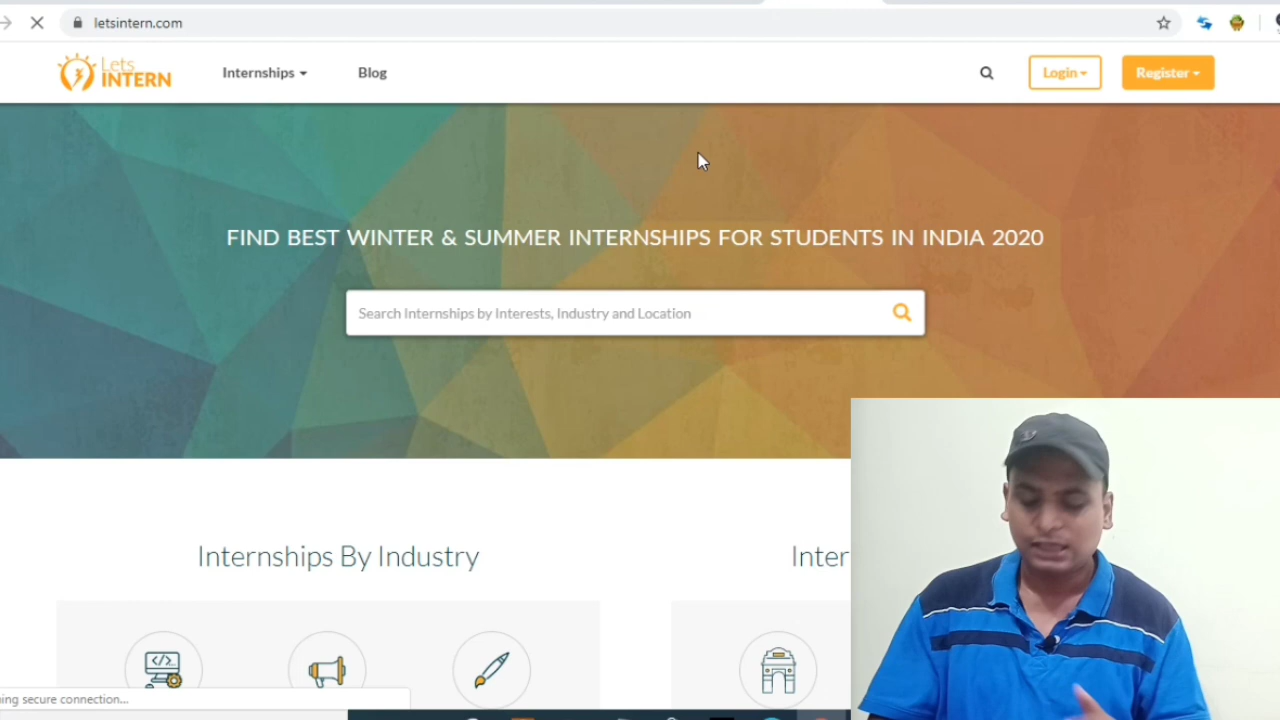 letsintern.com
Lets
INTERN
Internships
Blog
Login
Register
FIND BEST WINTER & SUMMER INTERNSHIPS FOR STUDENTS IN INDIA 2020
Search Internships by Interests, Industry and Location
Internships By Industry
Inter
</>
ing secure connection...